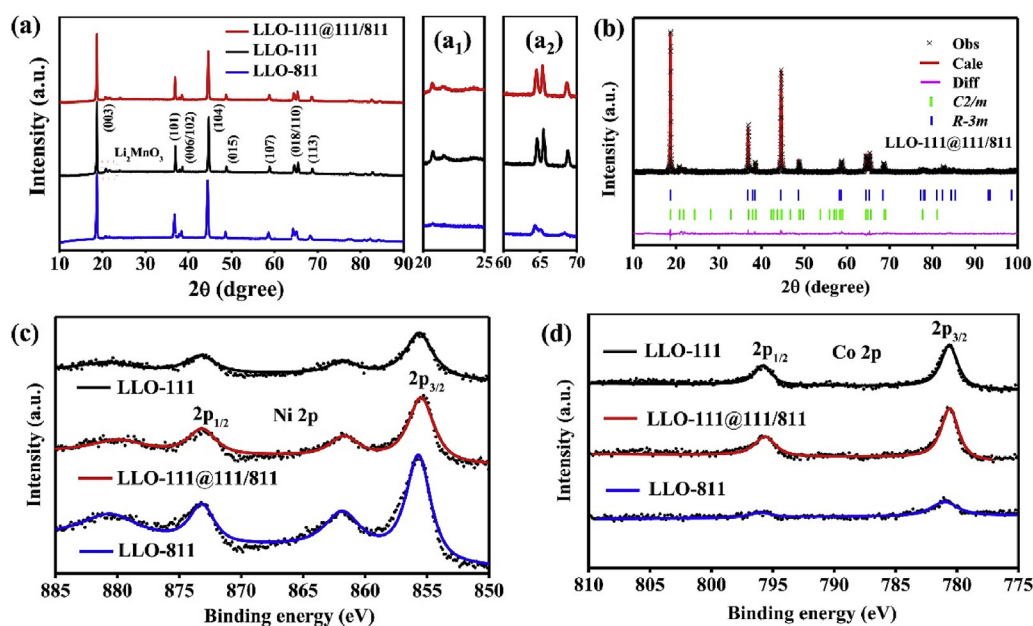 (a)
LLO-111@111/811
LLO-111
LLO-811
(003)
Li₂MnO₃
(101)
(006/102)
(104)
(015)
(107)
(018/110)
(113)
Intensity (a.u.)
10 20 30 40 50 60 70 80 90
2θ (dgree)
(a₁)
20 25
(a₂)
60 65 70
(b)
Obs
Cale
Diff
C2/m
R-3m
LLO-111@111/811
Intensity (a.u.)
10 20 30 40 50 60 70 80 90 100
2θ (degree)
(c)
LLO-111
2p₁/₂
Ni 2p
2p₃/₂
LLO-111@111/811
LLO-811
Intensity (a.u.)
885 880 875 870 865 860 855 850
Binding energy (eV)
(d)
LLO-111
2p₁/₂
Co 2p
2p₃/₂
LLO-111@111/811
LLO-811
Intensity (a.u.)
810 805 800 795 790 785 780 775
Binding energy (eV)